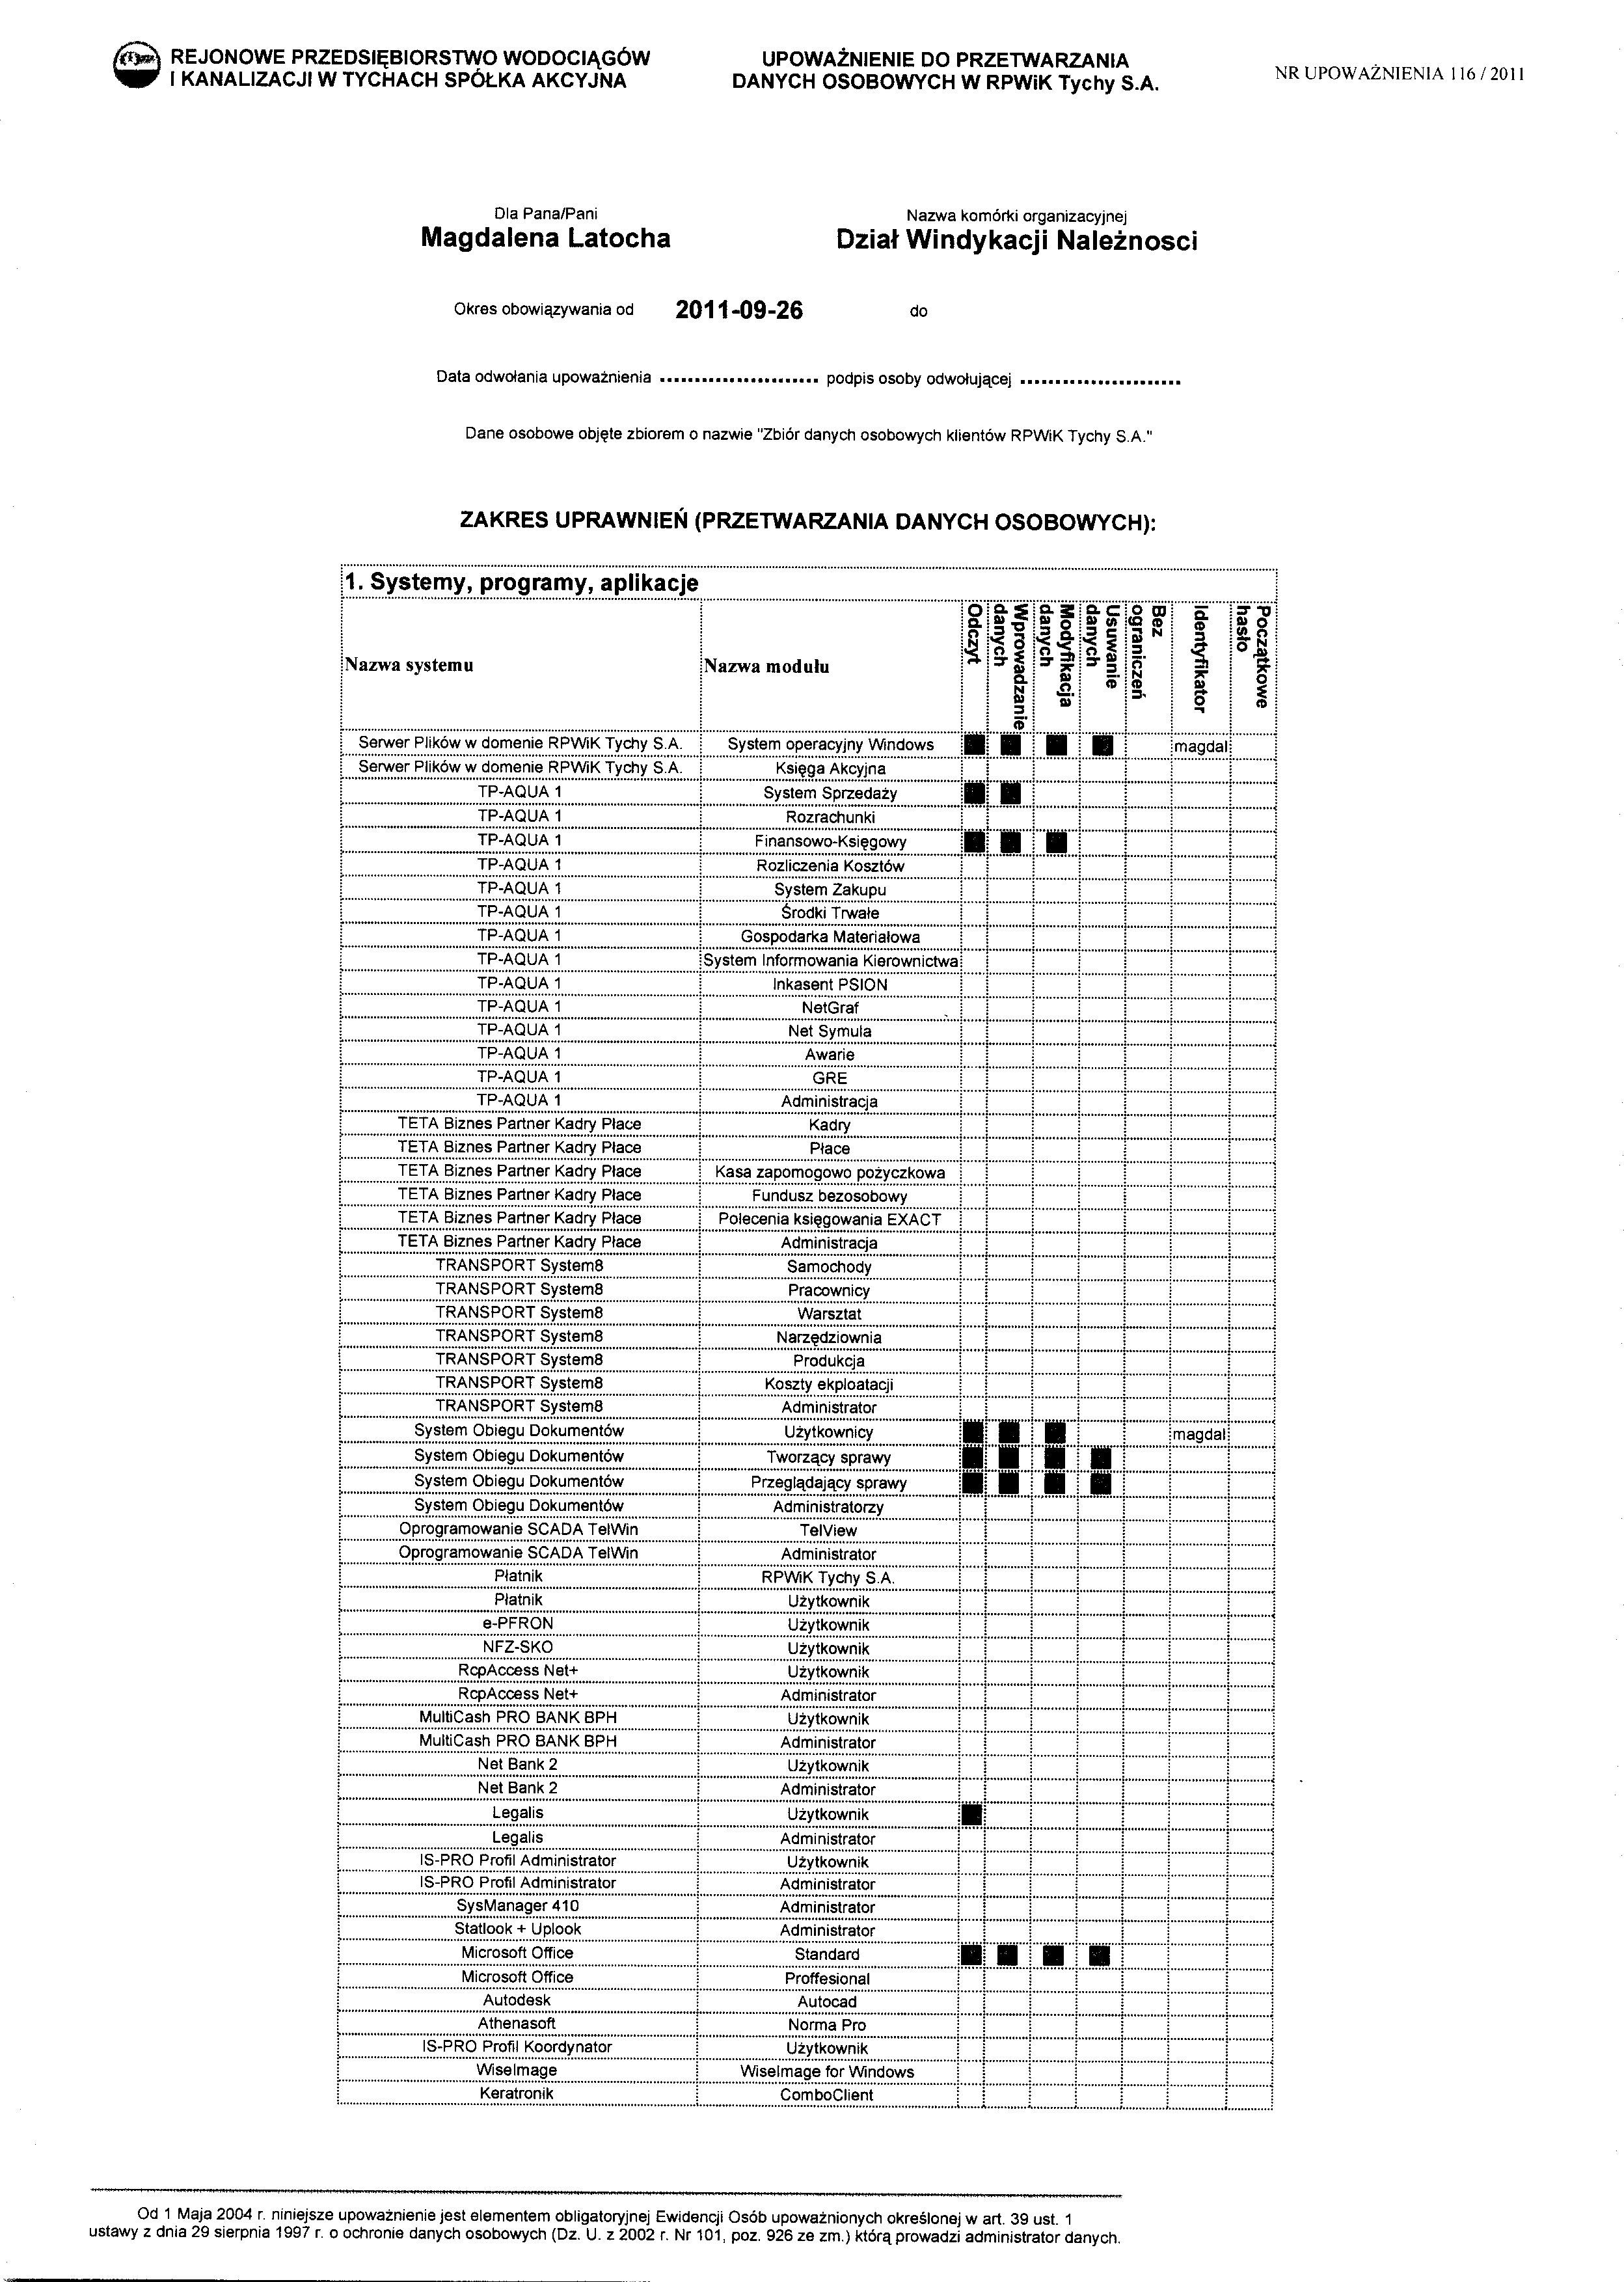 REJONOWE PRZEDSIĘBIORSTWO WODOCIĄGÓW
I KANALIZACJI W TYCHACH SPÓŁKA AKCYJNA
UPOWAŻNIENIE DO PRZETWARZANIA
DANYCH OSOBOWYCH W RPWiK Tychy S.A.
NR UPOWAŻNIENIA 116 / 2011
Dla Pana/Pani
Magdalena Latocha
Nazwa komórki organizacyjnej
Dział Windykacji Należnosci
Okres obowiązywania od 2011-09-26 do
Data odwołania upoważnienia ....................... podpis osoby odwołującej .......................
Dane osobowe objęte zbiorem o nazwie "Zbiór danych osobowych klientów RPWiK Tychy S.A."
ZAKRES UPRAWNIEŃ (PRZETWARZANIA DANYCH OSOBOWYCH):
1. Systemy, programy, aplikacje
Nazwa systemu Nazwa modułu Odczyt Wprowadzanie danych Modyfikacja danych Usuwanie danych Bez ograniczeń Identyfikator Początkowe hasło
Serwer Plików w domenie RPWiK Tychy S.A. System operacyjny Windows magdal
Serwer Plików w domenie RPWiK Tychy S.A. Księga Akcyjna
TP-AQUA 1 System Sprzedaży
TP-AQUA 1 Rozrachunki
TP-AQUA 1 Finansowo-Księgowy
TP-AQUA 1 Rozliczenia Kosztów
TP-AQUA 1 System Zakupu
TP-AQUA 1 Środki Trwałe
TP-AQUA 1 Gospodarka Materiałowa
TP-AQUA 1 System Informowania Kierownictwa
TP-AQUA 1 Inkasent PSION
TP-AQUA 1 NetGraf
TP-AQUA 1 Net Symula
TP-AQUA 1 Awarie
TP-AQUA 1 GRE
TP-AQUA 1 Administracja
TETA Biznes Partner Kadry Płace Kadry
TETA Biznes Partner Kadry Płace Płace
TETA Biznes Partner Kadry Płace Kasa zapomogowo pożyczkowa
TETA Biznes Partner Kadry Płace Fundusz bezosobowy
TETA Biznes Partner Kadry Płace Polecenia księgowania EXACT
TETA Biznes Partner Kadry Płace Administracja
TRANSPORT System8 Samochody
TRANSPORT System8 Pracownicy
TRANSPORT System8 Warsztat
TRANSPORT System8 Narzędziownia
TRANSPORT System8 Produkcja
TRANSPORT System8 Koszty ekploatacji
TRANSPORT System8 Administrator
System Obiegu Dokumentów Użytkownicy magdal
System Obiegu Dokumentów Tworzący sprawy
System Obiegu Dokumentów Przeglądający sprawy
System Obiegu Dokumentów Administratorzy
Oprogramowanie SCADA TelWin TelView
Oprogramowanie SCADA TelWin Administrator
Płatnik RPWiK Tychy S.A.
Płatnik Użytkownik
e-PFRON Użytkownik
NFZ-SKO Użytkownik
RcpAccess Net+ Użytkownik
RcpAccess Net+ Administrator
MultiCash PRO BANK BPH Użytkownik
MultiCash PRO BANK BPH Administrator
Net Bank 2 Użytkownik
Net Bank 2 Administrator
Legalis Użytkownik
Legalis Administrator
IS-PRO Profil Administrator Użytkownik
IS-PRO Profil Administrator Administrator
SysManager 410 Administrator
Statlook + Uplook Administrator
Microsoft Office Standard
Microsoft Office Proffesional
Autodesk Autocad
Athenasoft Norma Pro
IS-PRO Profil Koordynator Użytkownik
WiseImage WiseImage for Windows
Keratronik ComboClient
Od 1 Maja 2004 r. niniejsze upoważnienie jest elementem obligatoryjnej Ewidencji Osób upoważnionych określonej w art. 39 ust. 1
ustawy z dnia 29 sierpnia 1997 r. o ochronie danych osobowych (Dz. U. z 2002 r. Nr 101, poz. 926 ze zm.) którą prowadzi administrator danych.